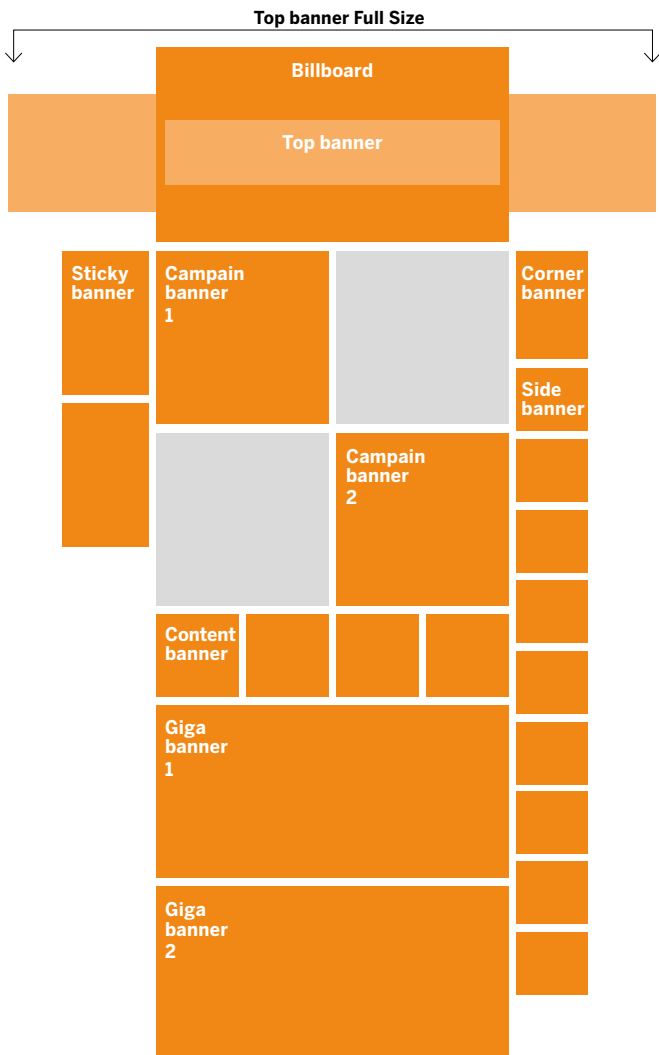 Top banner Full Size
Billboard
Top banner
Sticky
banner
Campain
banner
1
Corner
banner
Side
banner
Campain
banner
2
Content
banner
Giga
banner
1
Giga
banner
2